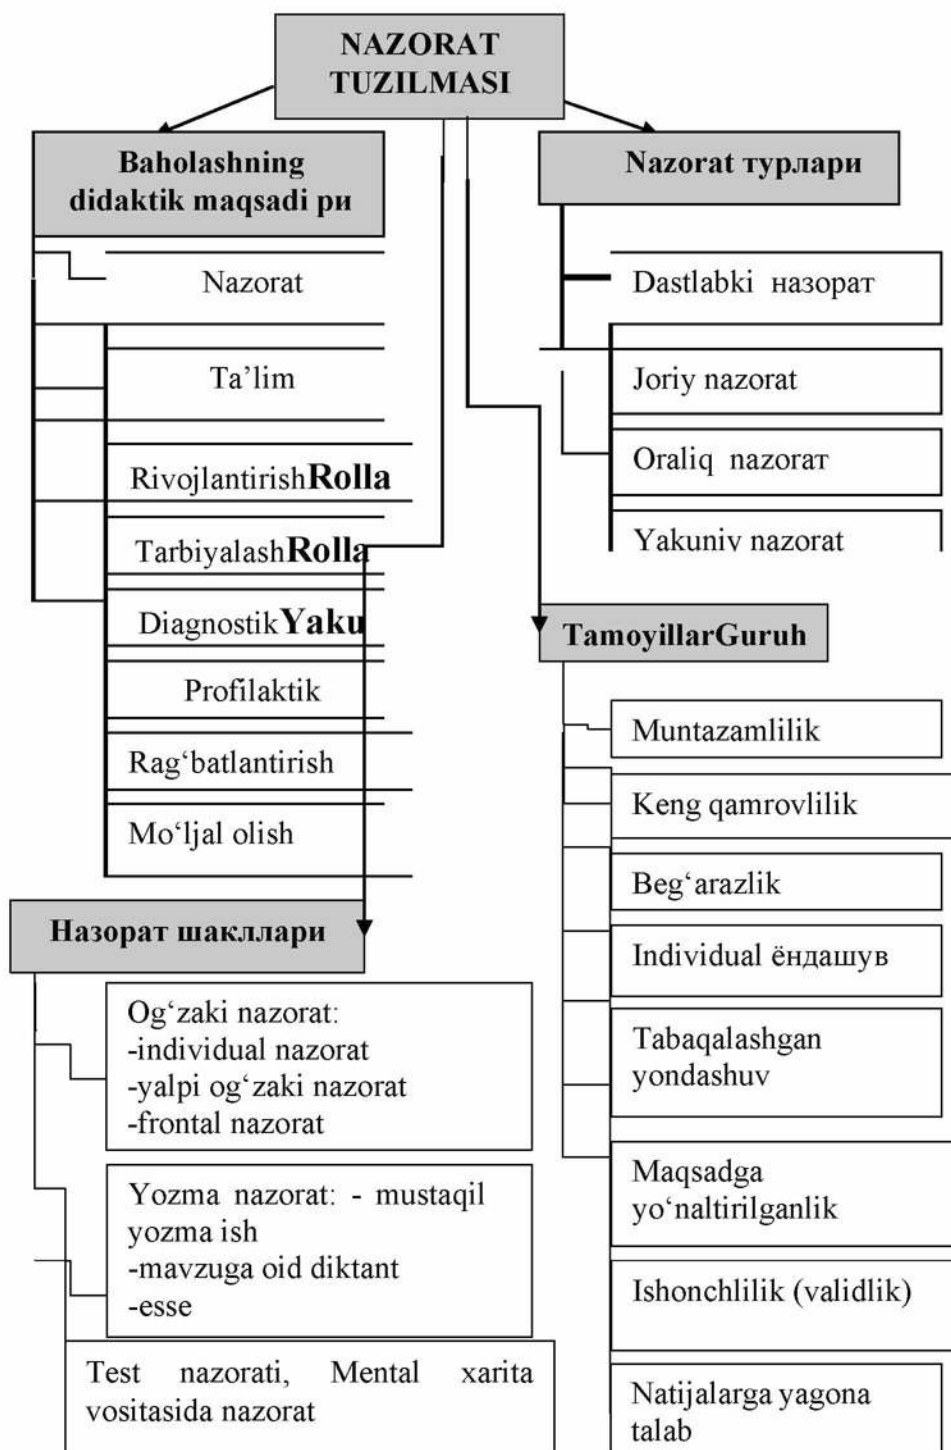 NAZORAT
TUZILMASI
Baholashning
didaktik maqsadi ри
Nazorat
Ta’lim
RivojlantirishRolla
TarbiyalashRolla
DiagnostikYaku
Profilaktik
Rag‘batlantirish
Mo‘ljal olish
Nazorat турлари
Dastlabki назорат
Joriy nazorat
Oraliq nazoraт
Yakuniv nazorat
TamoyillarGuruh
Muntazamlilik
Keng qamrovlilik
Beg‘arazlik
Individual ёндашув
Tabaqalashgan
yondashuv
Maqsadga
yo‘naltirilganlik
Ishonchlilik (validlik)
Natijalarga yagona
talab
Назорат шакллари
Og‘zaki nazorat:
-individual nazorat
-yalpi og‘zaki nazorat
-frontal nazorat
Yozma nazorat: - mustaqil
yozma ish
-mavzuga oid diktant
-esse
Test nazorati, Mental xarita
vositasida nazorat